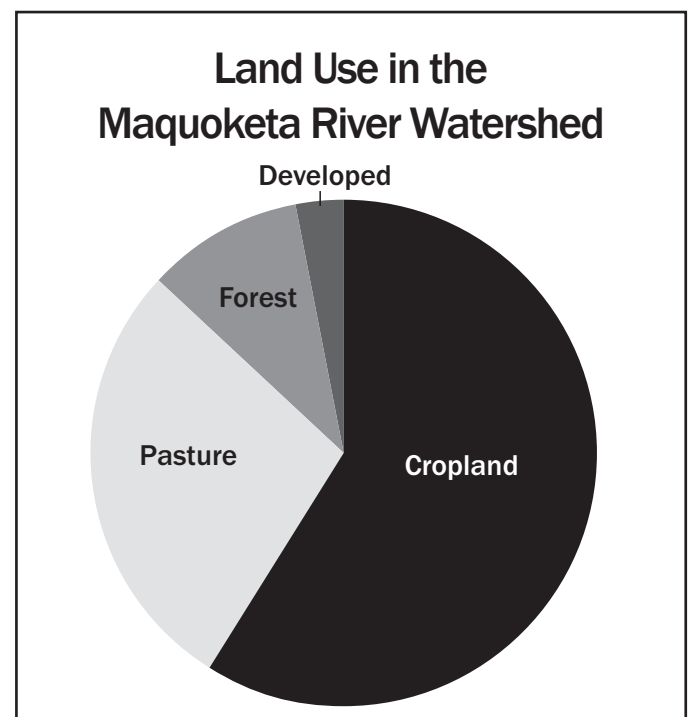 Land Use in the
Maquoketa River Watershed
Developed
Forest
Pasture
Cropland